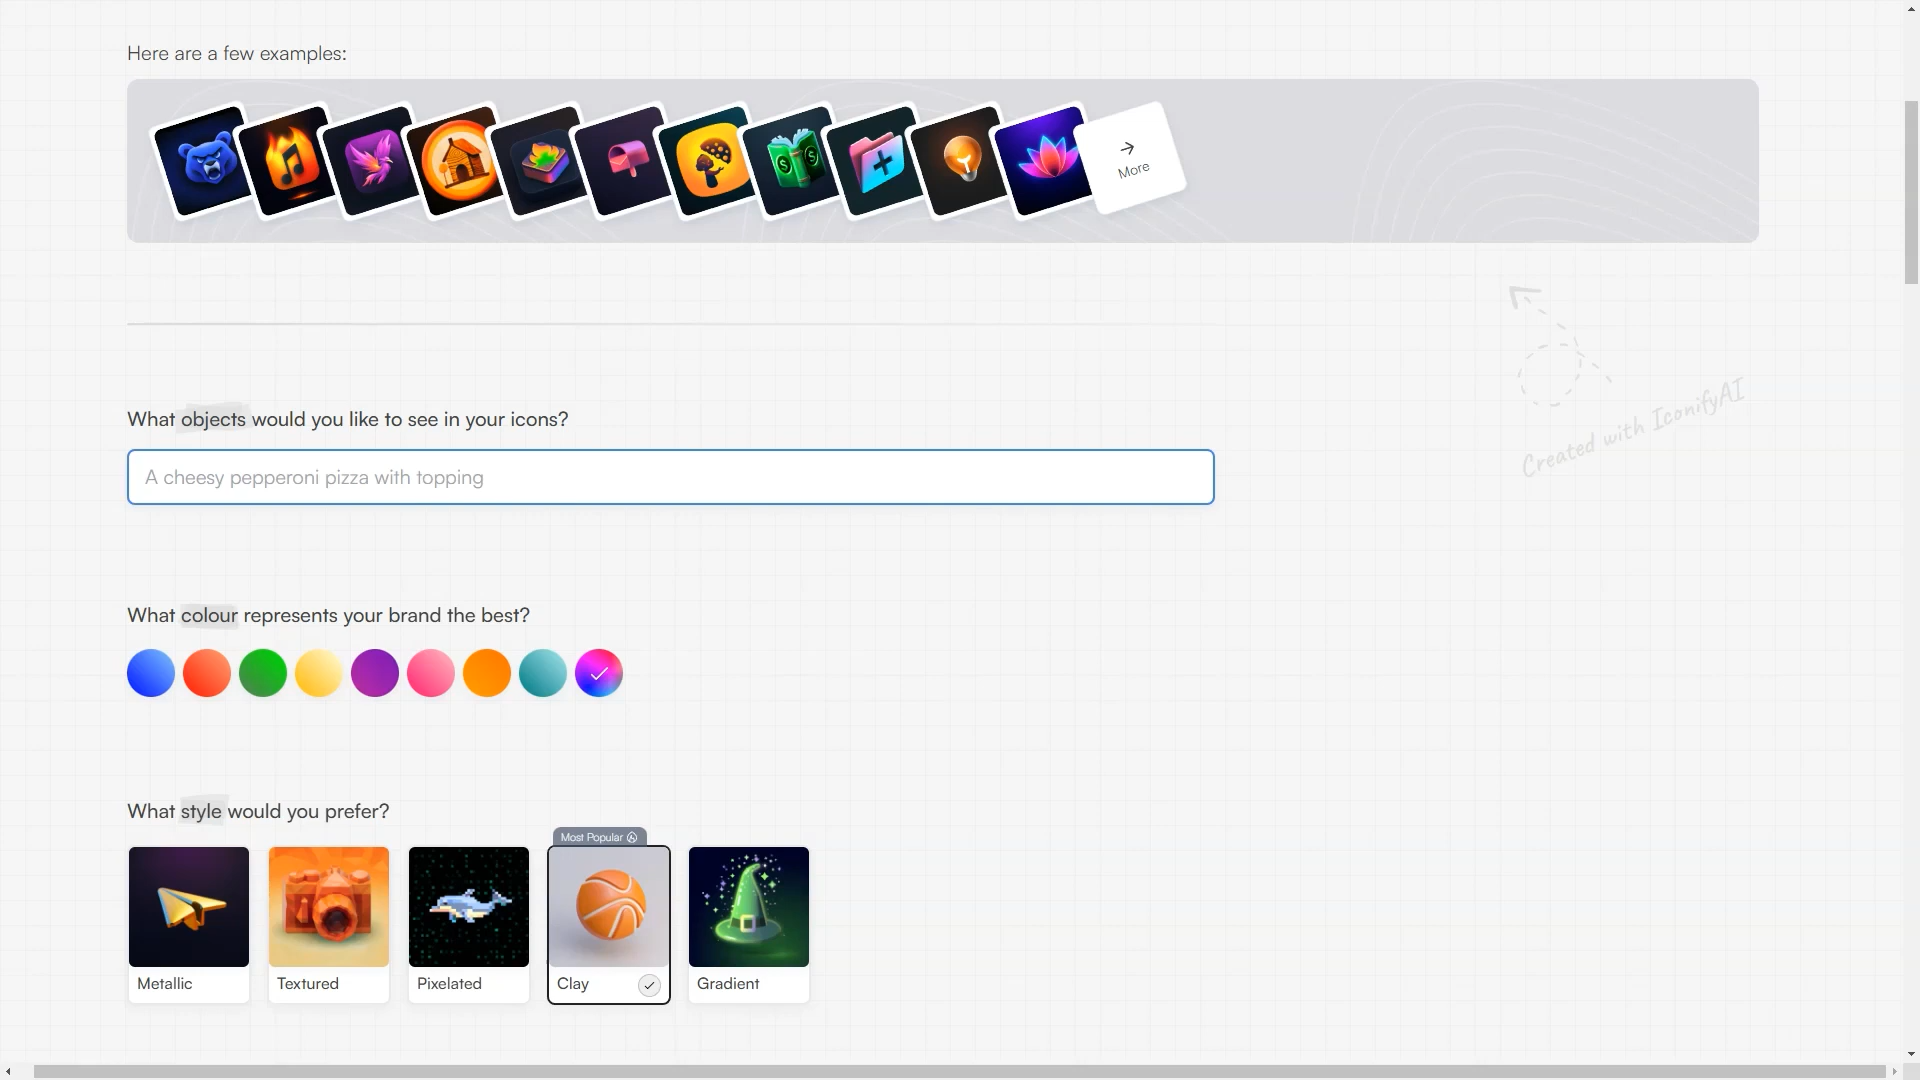 Here are a few examples:
More
Created with IconifyAI
What objects would you like to see in your icons?
A cheesy pepperoni pizza with topping
What colour represents your brand the best?
What style would you prefer?
Most Popular
Metallic
Textured
Pixelated
Clay
Gradient